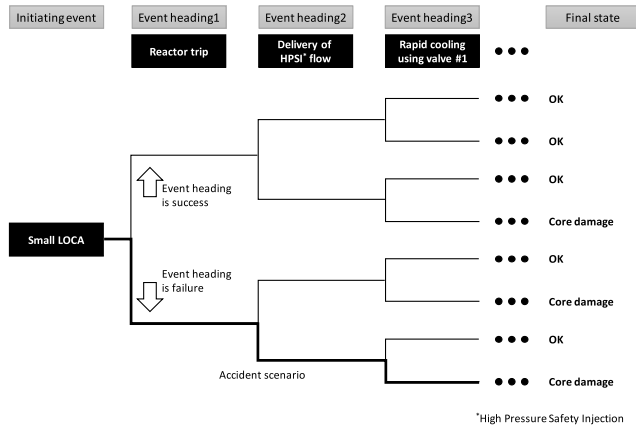 Initiating event
Event heading1
Event heading2
Event heading3
Final state
Reactor trip
Delivery of
HPSI* flow
Rapid cooling
using valve #1
OK
OK
Event heading
is success
OK
Core damage
Small LOCA
Event heading
is failure
OK
Core damage
OK
Accident scenario
Core damage
*High Pressure Safety Injection